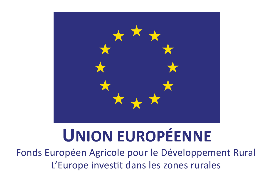 UNION EUROPÉENNE
Fonds Européen Agricole pour le Développement Rural
L'Europe investit dans les zones rurales